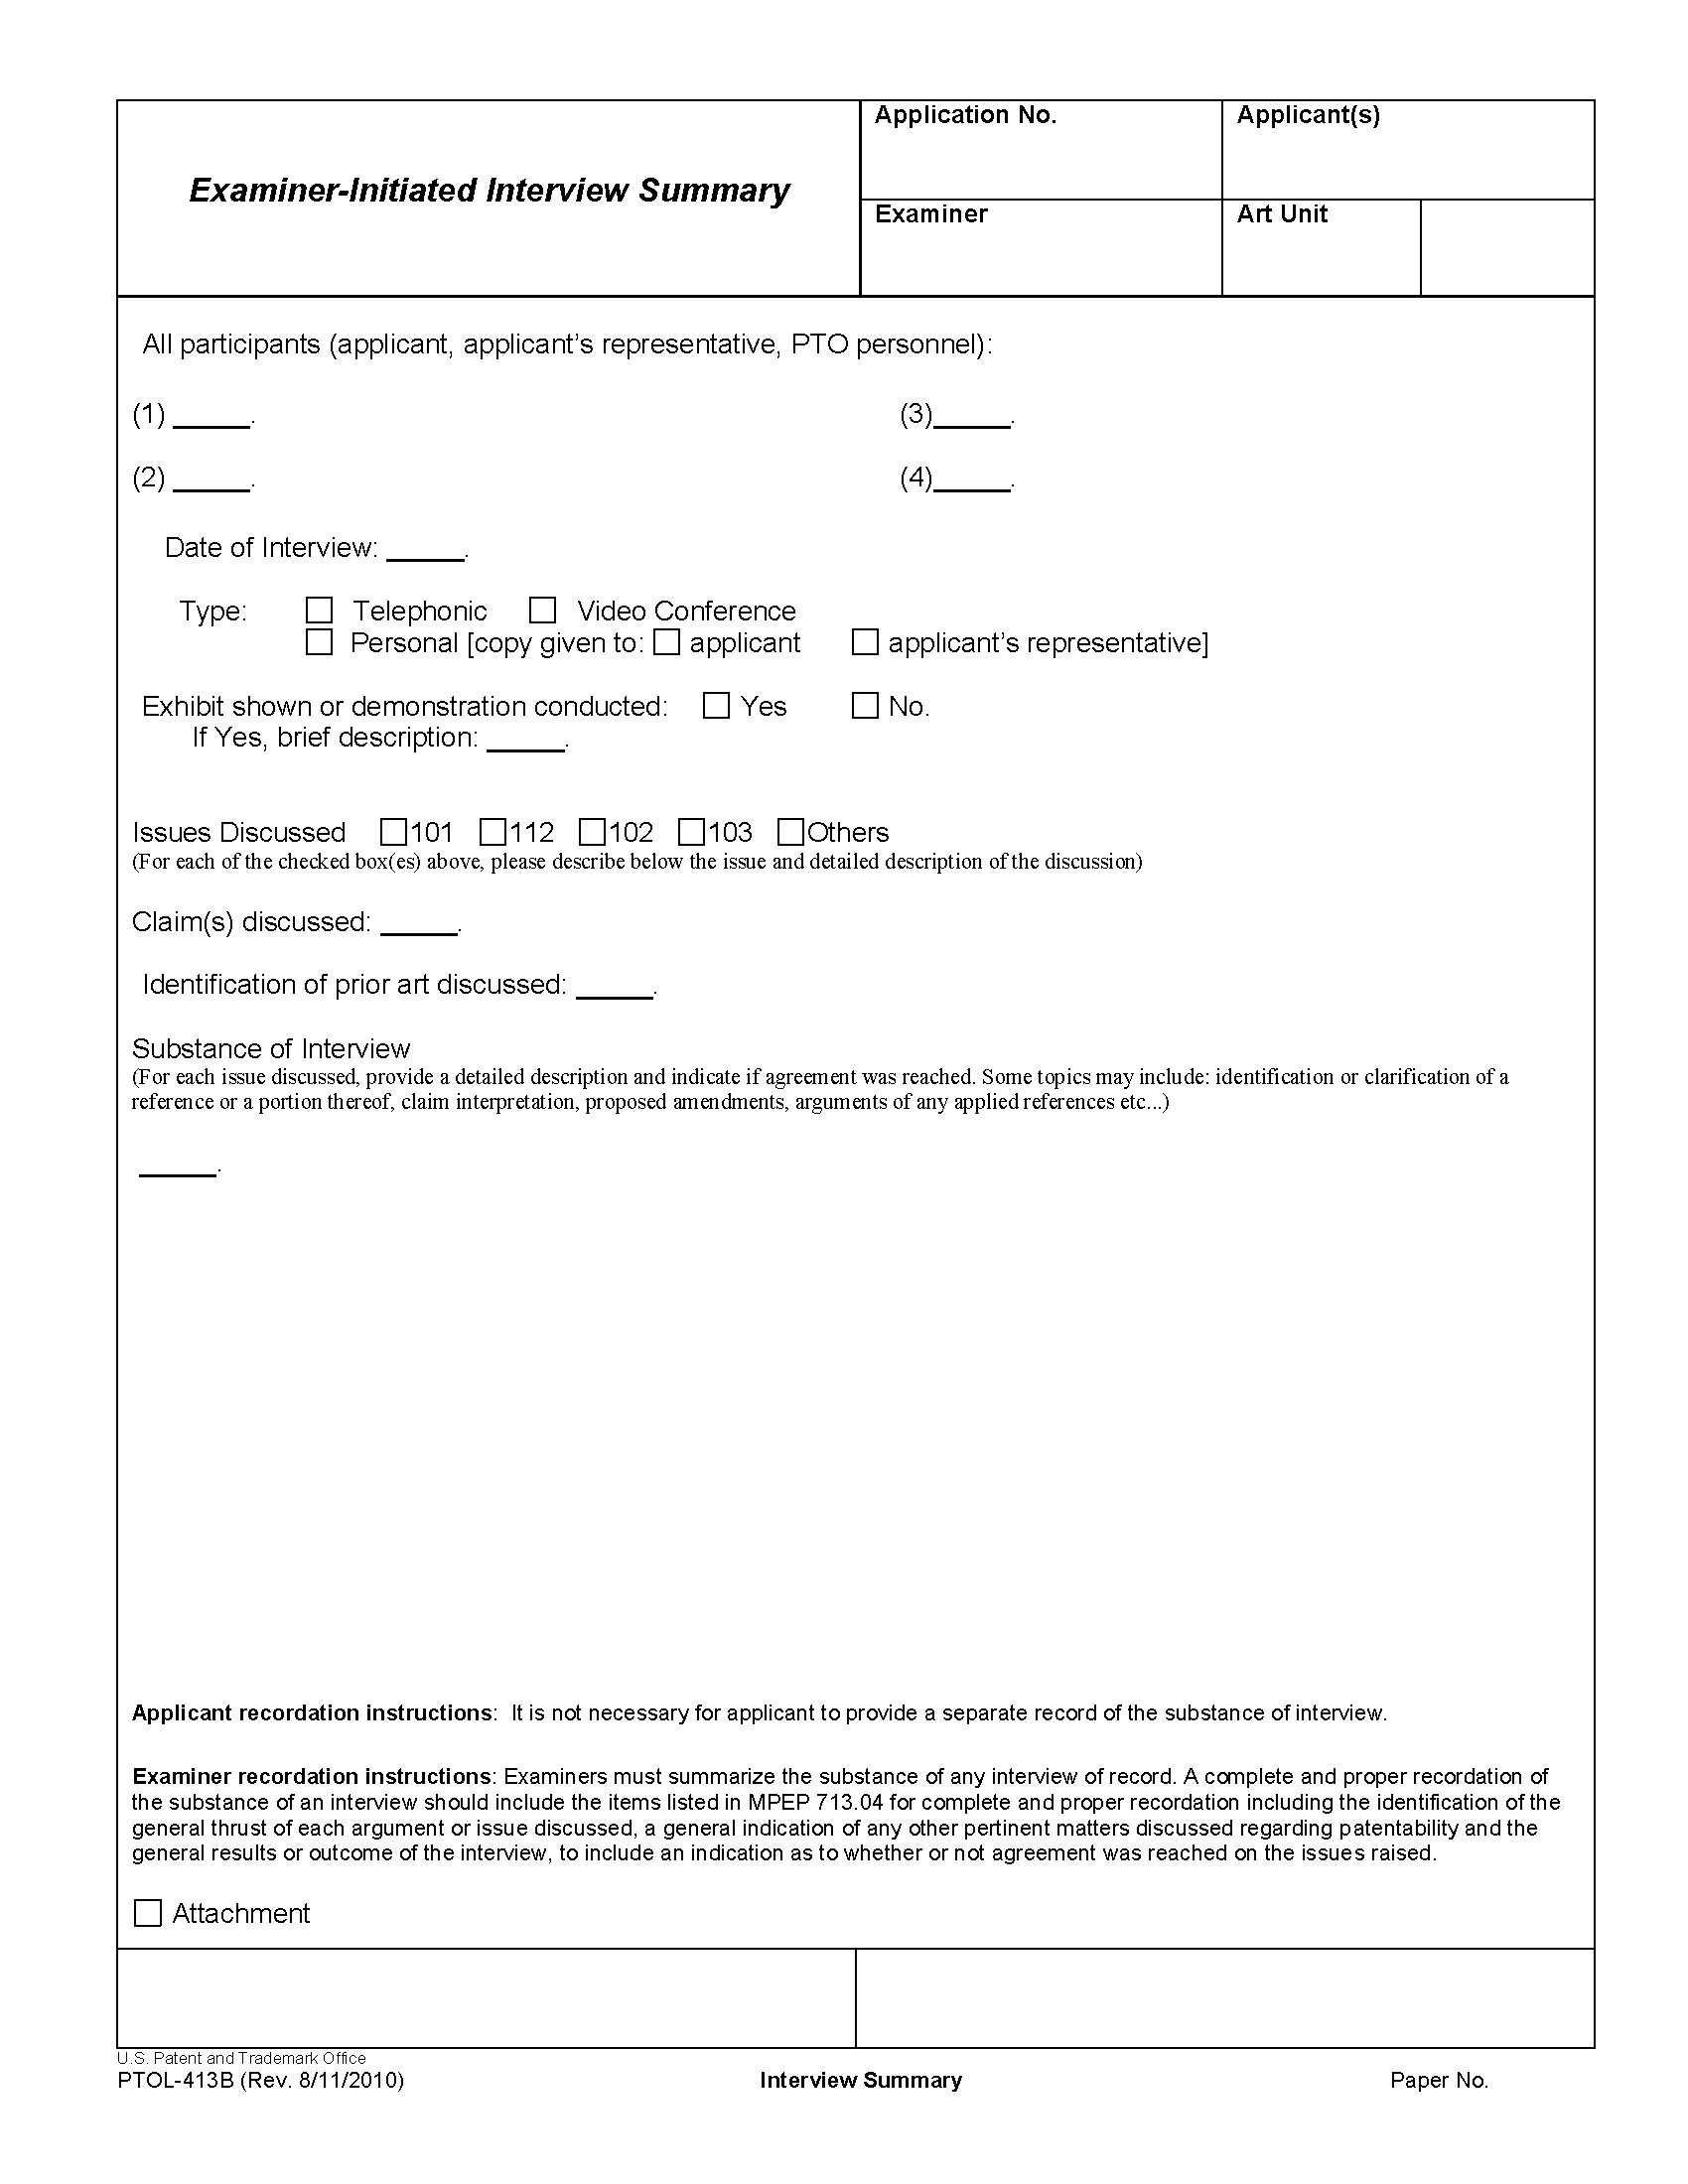 Examiner-Initiated Interview Summary
Application No.
Applicant(s)
Examiner
Art Unit
All participants (applicant, applicant’s representative, PTO personnel):
(1) _____. (3)_____.
(2) _____. (4)_____.
Date of Interview: _____.
Type: Telephonic Video Conference
Personal [copy given to: applicant applicant’s representative]
Exhibit shown or demonstration conducted: Yes No.
If Yes, brief description: _____.
Issues Discussed 101 112 102 103 Others
(For each of the checked box(es) above, please describe below the issue and detailed description of the discussion)
Claim(s) discussed: _____.
Identification of prior art discussed: _____.
Substance of Interview
(For each issue discussed, provide a detailed description and indicate if agreement was reached. Some topics may include: identification or clarification of a
reference or a portion thereof, claim interpretation, proposed amendments, arguments of any applied references etc...)
_____.
Applicant recordation instructions: It is not necessary for applicant to provide a separate record of the substance of interview.
Examiner recordation instructions: Examiners must summarize the substance of any interview of record. A complete and proper recordation of
the substance of an interview should include the items listed in MPEP 713.04 for complete and proper recordation including the identification of the
general thrust of each argument or issue discussed, a general indication of any other pertinent matters discussed regarding patentability and the
general results or outcome of the interview, to include an indication as to whether or not agreement was reached on the issues raised.
Attachment
U.S. Patent and Trademark Office
PTOL-413B (Rev. 8/11/2010) Interview Summary Paper No.